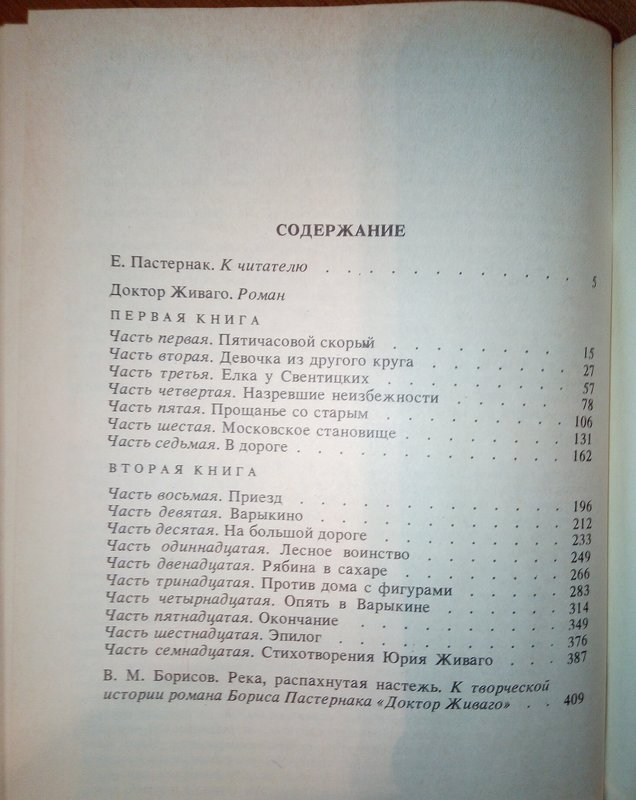 СОДЕРЖАНИЕ
Е. Пастернак. К читателю . . . . . . . . . . 5
Доктор Живаго. Роман
ПЕРВАЯ КНИГА
Часть первая. Пятичасовой скорый . . . . . . . . 15
Часть вторая. Девочка из другого круга . . . . . . 27
Часть третья. Елка у Свентицких . . . . . . . . 57
Часть четвертая. Назревшие неизбежности . . . . . . 78
Часть пятая. Прощанье со старым . . . . . . . . 106
Часть шестая. Московское становище . . . . . . . 131
Часть седьмая. В дороге . . . . . . . . . . 162
ВТОРАЯ КНИГА
Часть восьмая. Приезд . . . . . . . . . . 196
Часть девятая. Варыкино . . . . . . . . . 212
Часть десятая. На большой дороге . . . . . . . 233
Часть одиннадцатая. Лесное воинство . . . . . . 249
Часть двенадцатая. Рябина в сахаре . . . . . . . 266
Часть тринадцатая. Против дома с фигурами . . . . . 283
Часть четырнадцатая. Опять в Варыкине . . . . . . 314
Часть пятнадцатая. Окончание . . . . . . . . 349
Часть шестнадцатая. Эпилог . . . . . . . . 376
Часть семнадцатая. Стихотворения Юрия Живаго . . . 387
В. М. Борисов. Река, распахнутая настежь. К творческой
истории романа Бориса Пастернака «Доктор Живаго» . . 409